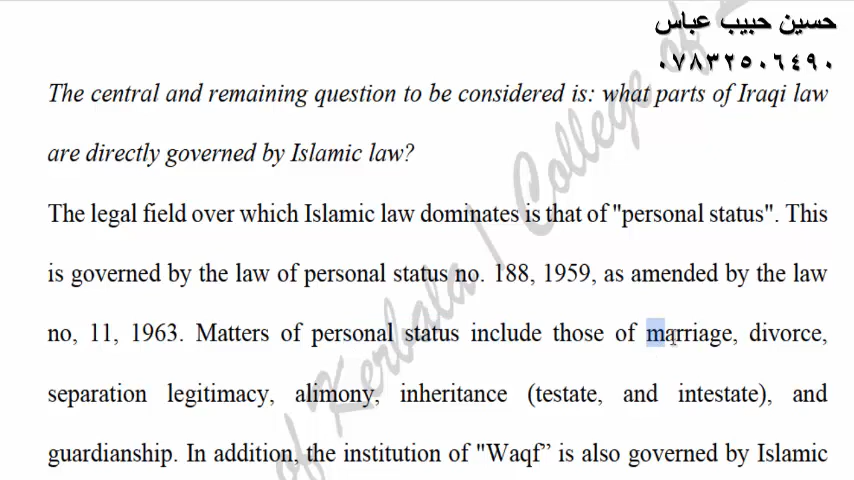 حسين حبيب عباس
٠٧٨٣٢٥٠٦٤٩٠
The central and remaining question to be considered is: what parts of Iraqi law
are directly governed by Islamic law?
The legal field over which Islamic law dominates is that of "personal status". This
is governed by the law of personal status no. 188, 1959, as amended by the law
no, 11, 1963. Matters of personal status include those of marriage, divorce,
separation legitimacy, alimony, inheritance (testate, and intestate), and
guardianship. In addition, the institution of "Waqf” is also governed by Islamic
of Kerbala | College of